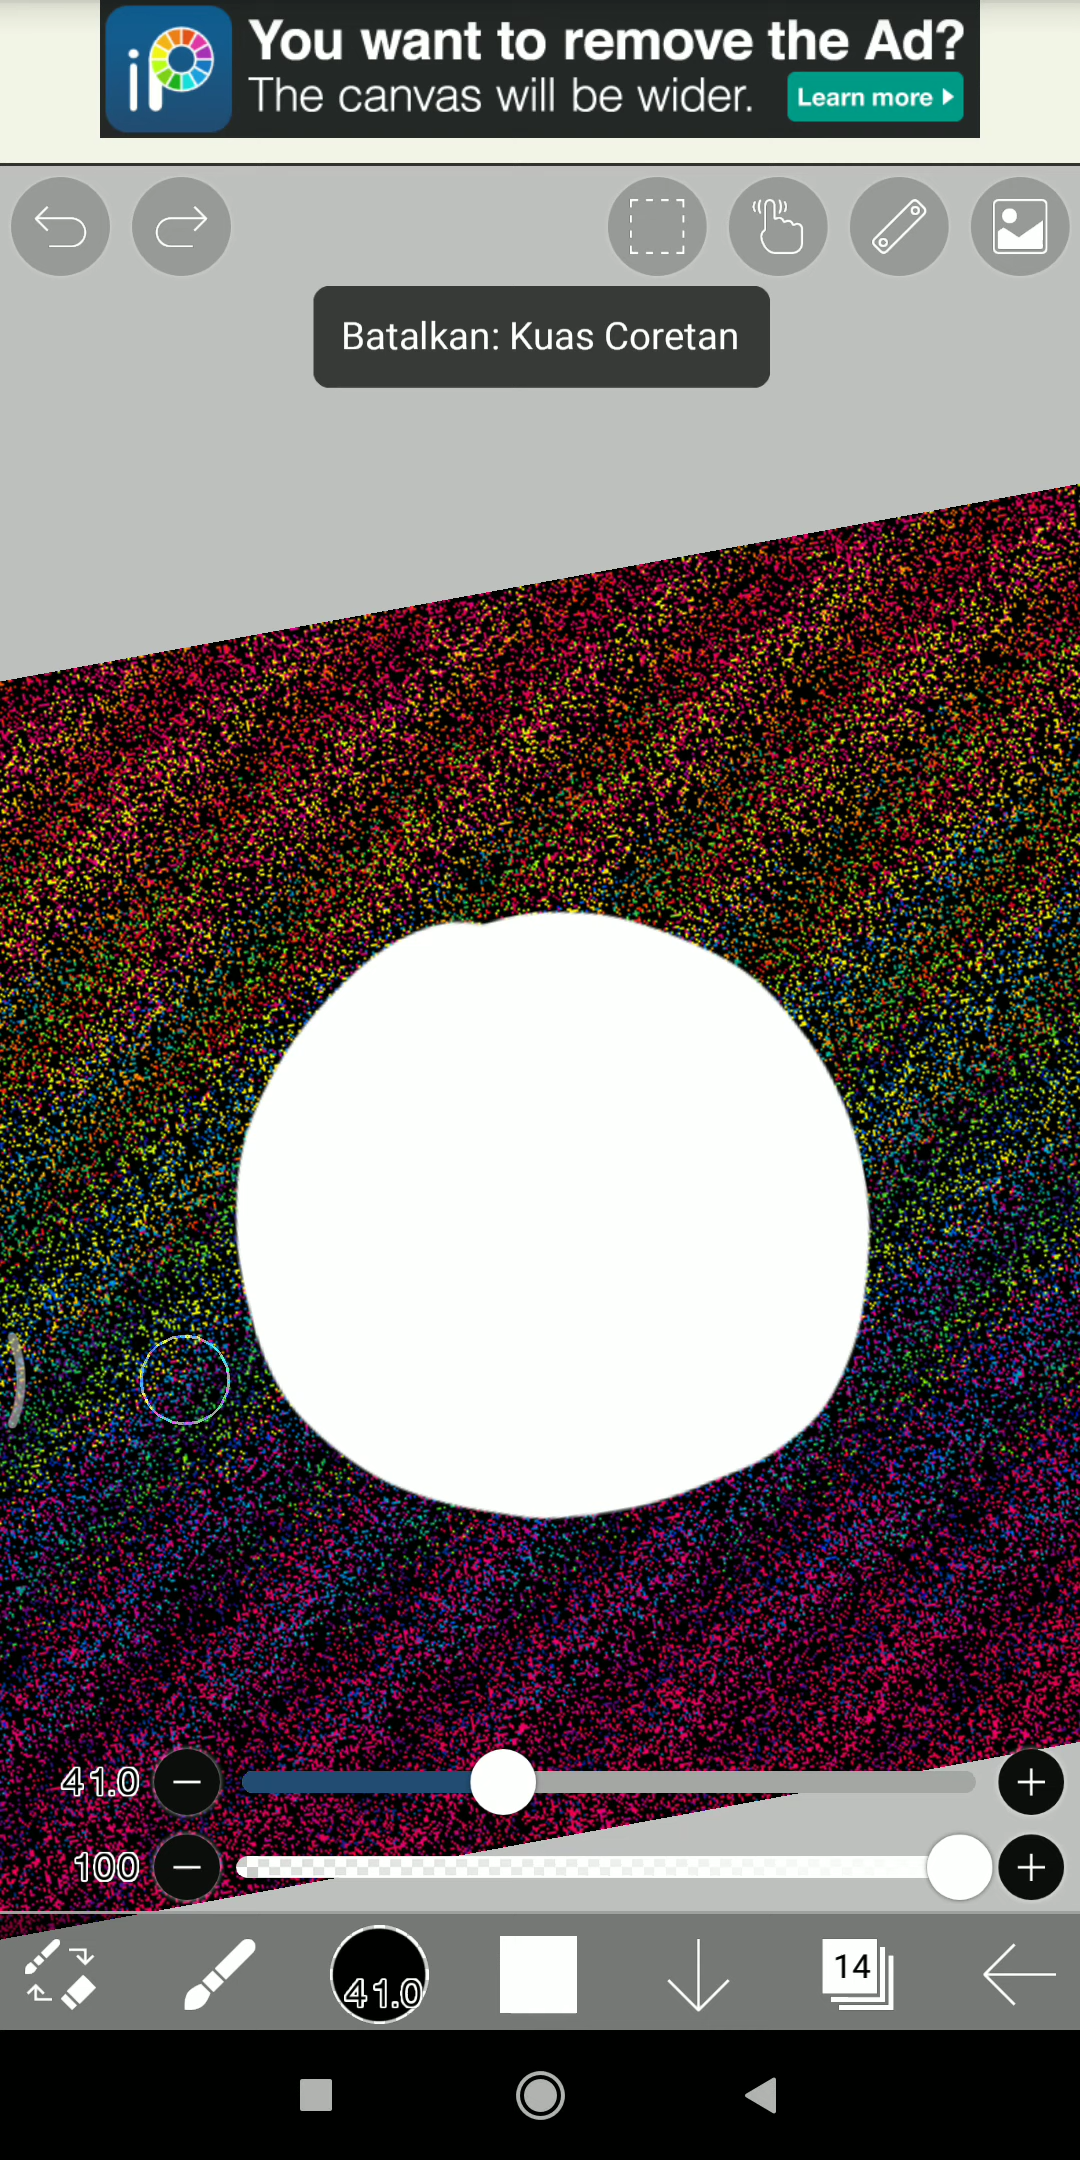 iP
You want to remove the Ad?
The canvas will be wider.
Learn more
Batalkan: Kuas Coretan
41.0
100
41.0
14